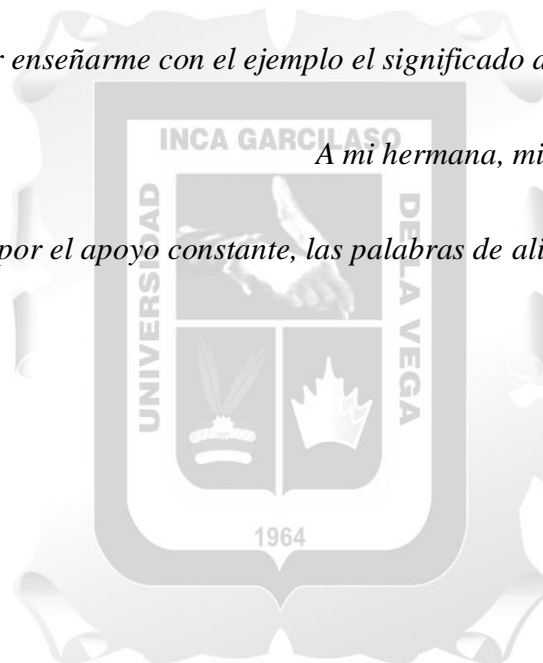 enseñarme con el ejemplo el significado
INCA GARCILASO
A mi hermana, mi
UNIVERSIDAD
DE LA VEGA
por el apoyo constante, las palabras de
1964